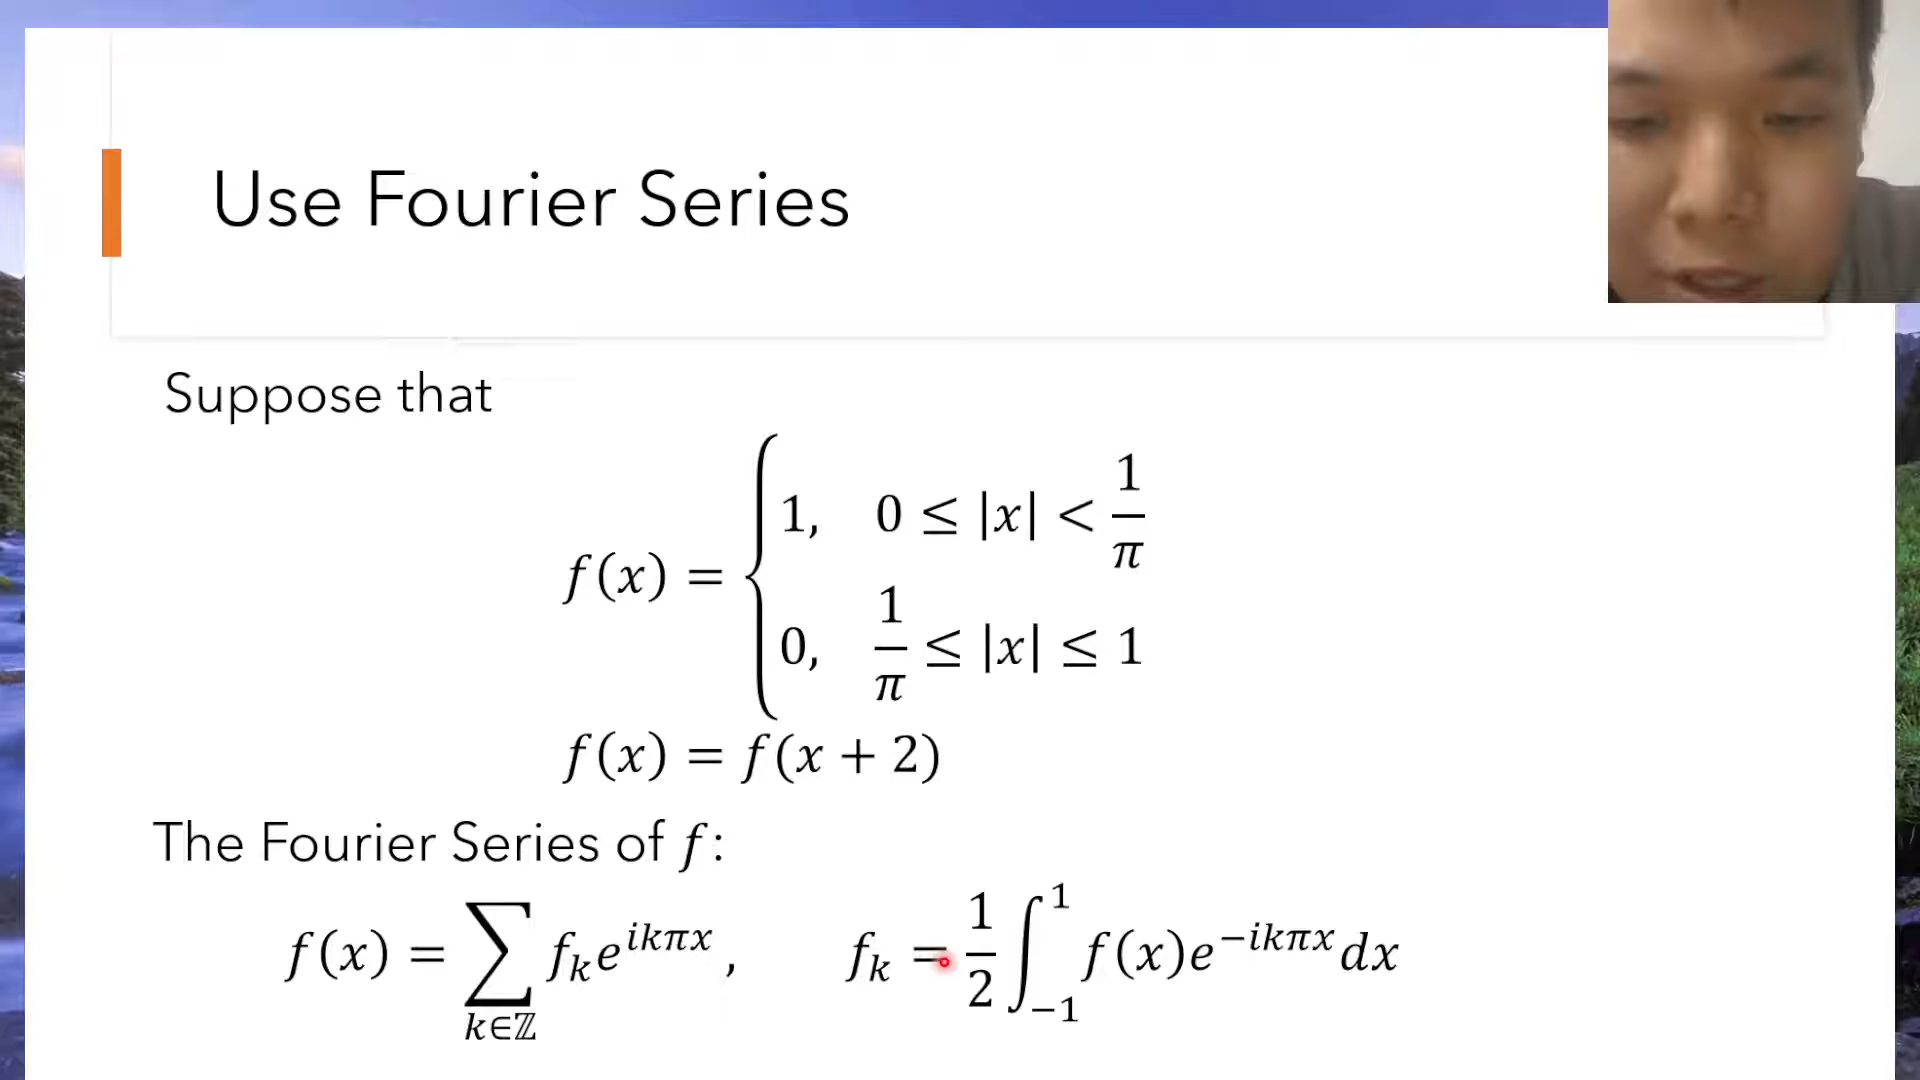 Use Fourier Series
Suppose that
f(x) = { 1, 0 ≤ |x| < 1/π
0, 1/π ≤ |x| ≤ 1
f(x) = f(x + 2)
The Fourier Series of f:
f(x) = ∑_{k∈ℤ} f_k e^{ikπx}, f_k = 1/2 ∫_{−1}^{1} f(x)e^{−ikπx}dx